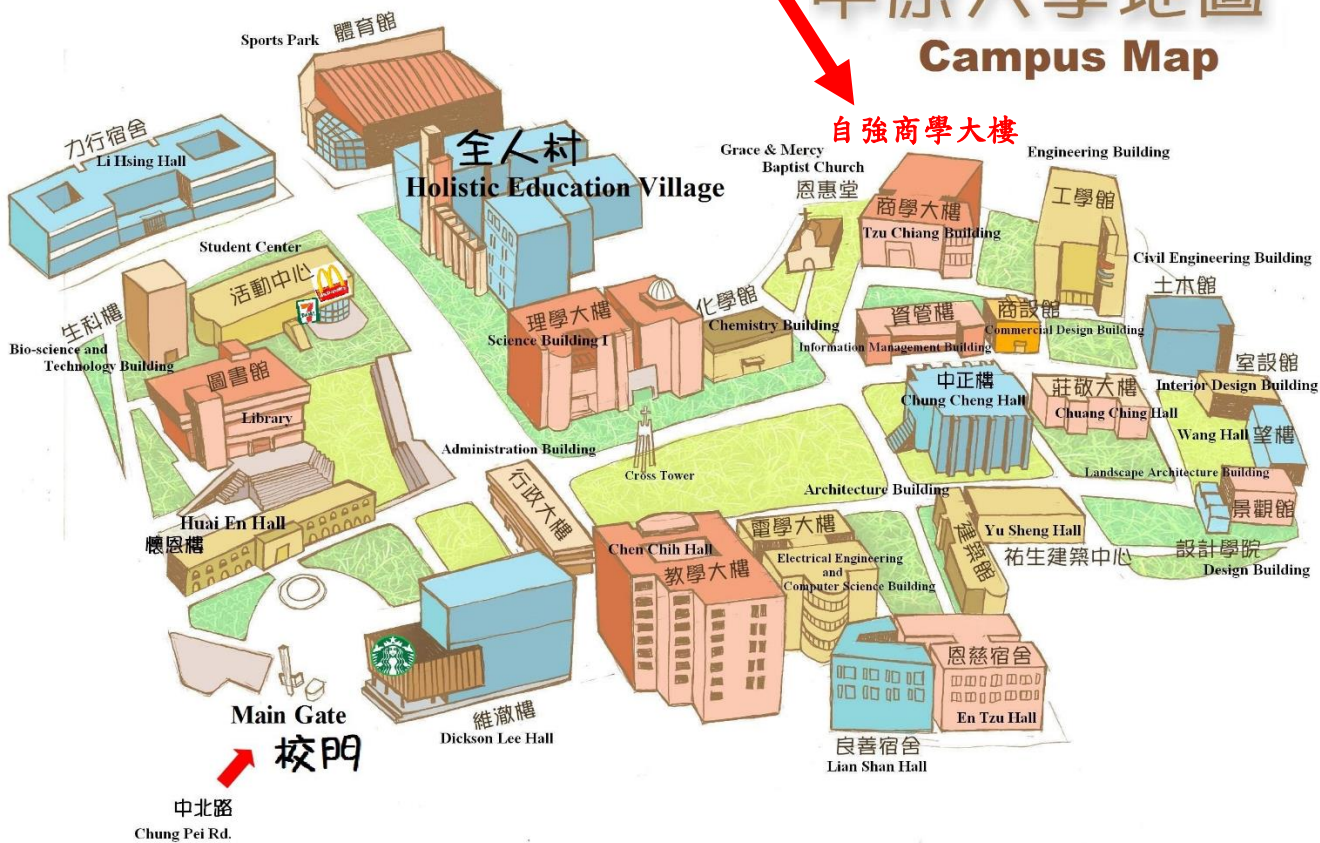 中原大學地圖
Campus Map
體育館
Sports Park
自強商學大樓
力行宿舍
Li Hsing Hall
全人村
Holistic Education Village
Grace & Mercy
Baptist Church
恩惠堂
商學大樓
Tzu Chiang Building
Engineering Building
工學館
Student Center
活動中心
McDonald's
7
ELEVEN
Civil Engineering Building
土木館
生科樓
Bio-science and
Technology Building
理學大樓
Science Building I
化學館
Chemistry Building
資管樓
Information Management Building
商設館
Commercial Design Building
圖書館
Library
中正樓
Chung Cheng Hall
莊敬大樓
Chuang Ching Hall
室設館
Interior Design Building
Wang Hall
望樓
Administration Building
行政大樓
Cross Tower
Architecture Building
建築館
Landscape Architecture Building
景觀館
Huai En Hall
懷恩樓
Chen Chih Hall
教學大樓
電學大樓
Electrical Engineering
and
Computer Science Building
Yu Sheng Hall
祐生建築中心
設計學院
Design Building
Main Gate
校門
維澈樓
Dickson Lee Hall
恩慈宿舍
En Tzu Hall
良善宿舍
Lian Shan Hall
中北路
Chung Pei Rd.